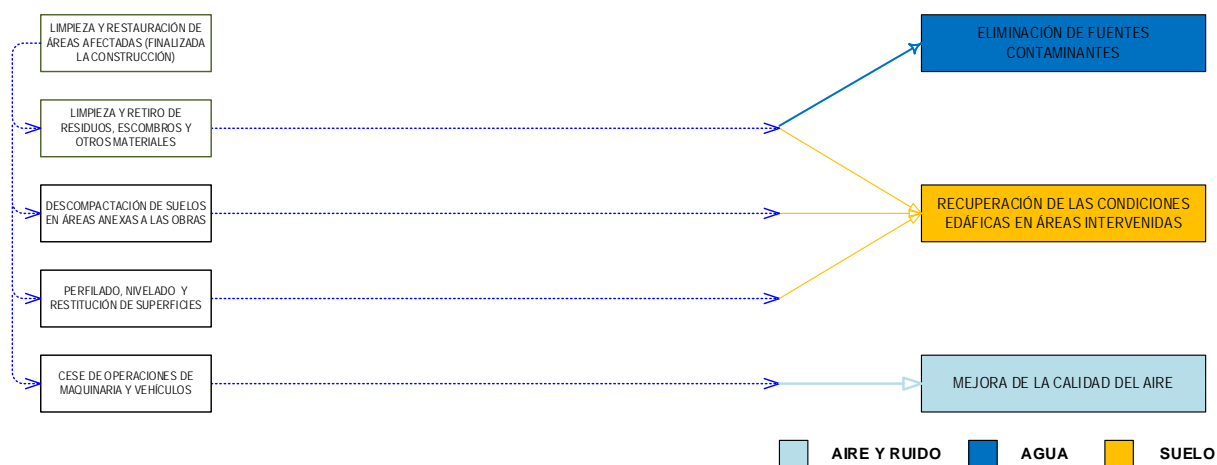 LIMPIEZA Y RESTAURACIÓN DE
ÁREAS AFECTADAS (FINALIZADA
LA CONSTRUCCIÓN)
ELIMINACIÓN DE FUENTES
CONTAMINANTES
LIMPIEZA Y RETIRO DE
RESIDUOS, ESCOMBROS Y
OTROS MATERIALES
DESCOMPACTACIÓN DE SUELOS
EN ÁREAS ANEXAS A LAS OBRAS
RECUPERACIÓN DE LAS CONDICIONES
EDÁFICAS EN ÁREAS INTERVENIDAS
PERFILADO, NIVELADO Y
RESTITUCIÓN DE SUPERFICIES
CESE DE OPERACIONES DE
MAQUINARIA Y VEHÍCULOS
MEJORA DE LA CALIDAD DEL AIRE
AIRE Y RUIDO AGUA SUELO